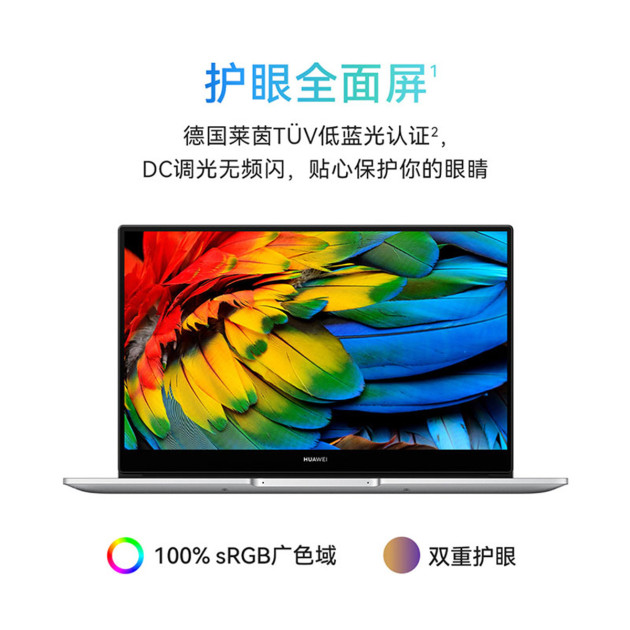 护眼全面屏¹
德国莱茵TÜV低蓝光认证²，
DC调光无频闪，贴心保护你的眼睛
HUAWEI
100% sRGB广色域
双重护眼